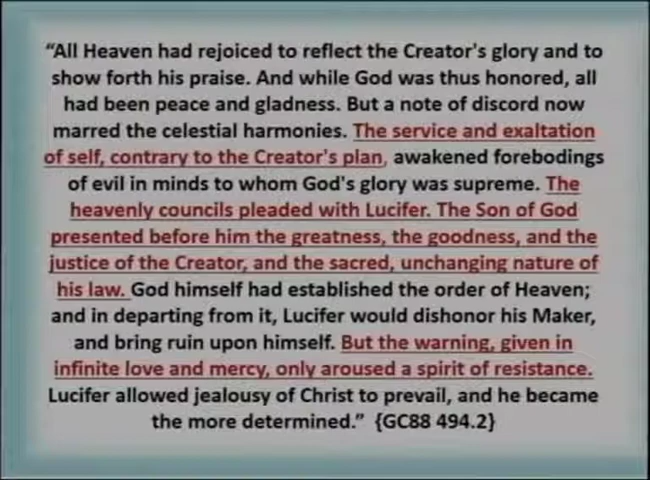 “All Heaven had rejoiced to reflect the Creator's glory and to
show forth his praise. And while God was thus honored, all
had been peace and gladness. But a note of discord now
marred the celestial harmonies. The service and exaltation
of self, contrary to the Creator's plan, awakened forebodings
of evil in minds to whom God's glory was supreme. The
heavenly councils pleaded with Lucifer. The Son of God
presented before him the greatness, the goodness, and the
justice of the Creator, and the sacred, unchanging nature of
his law. God himself had established the order of Heaven;
and in departing from it, Lucifer would dishonor his Maker,
and bring ruin upon himself. But the warning, given in
infinite love and mercy, only aroused a spirit of resistance.
Lucifer allowed jealousy of Christ to prevail, and he became
the more determined.” {GC88 494.2}